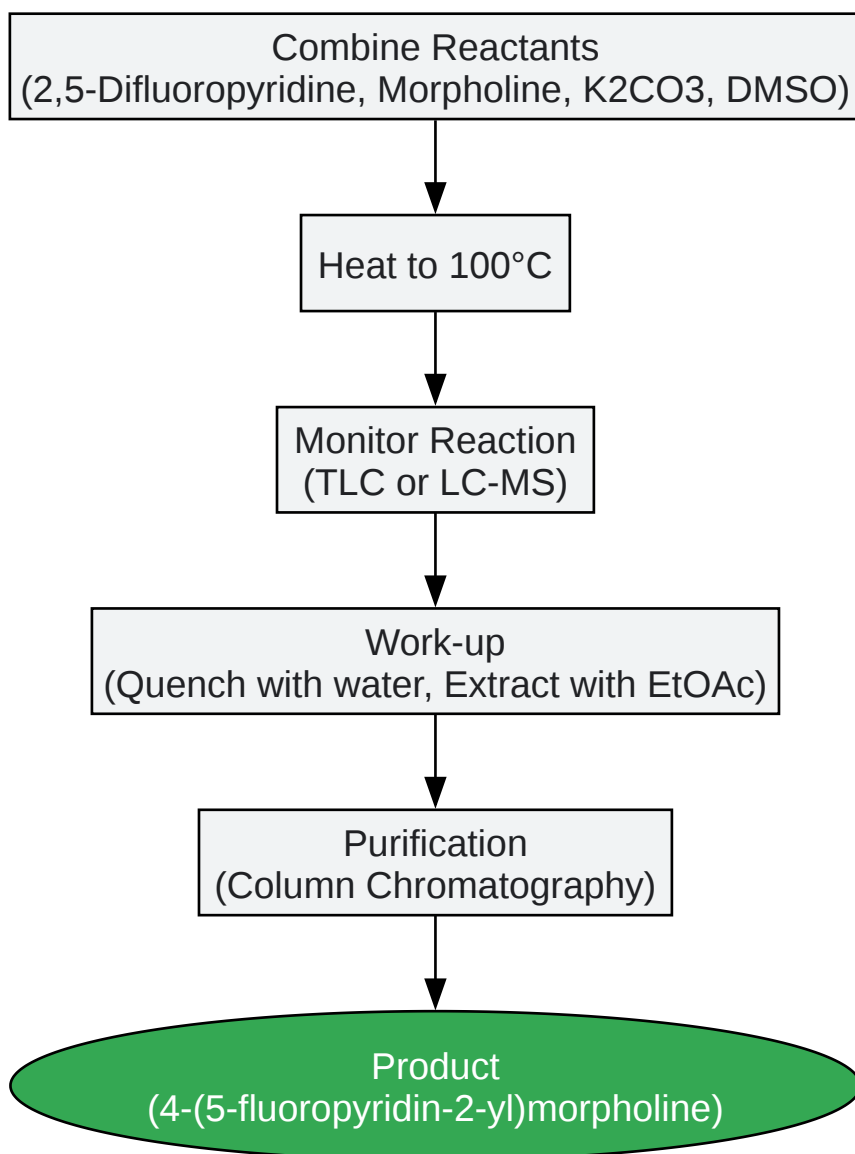 Combine Reactants
(2,5-Difluoropyridine, Morpholine, K2CO3, DMSO)
Heat to 100°C
Monitor Reaction
(TLC or LC-MS)
Work-up
(Quench with water, Extract with EtOAc)
Purification
(Column Chromatography)
Product
(4-(5-fluoropyridin-2-yl)morpholine)